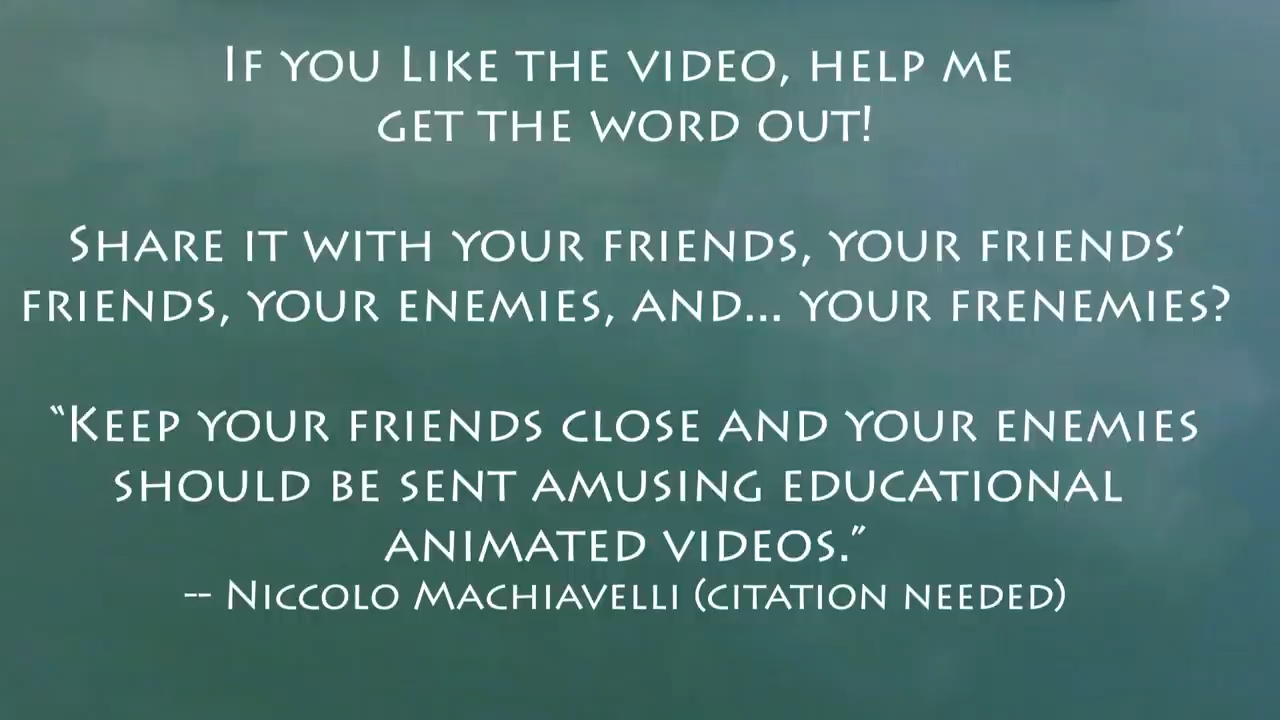 If you Like the video, help me
get the word out!
Share it with your friends, your friends'
friends, your enemies, and... your frenemies?
"Keep your friends close and your enemies
should be sent amusing educational
animated videos."
-- Niccolo Machiavelli (citation needed)